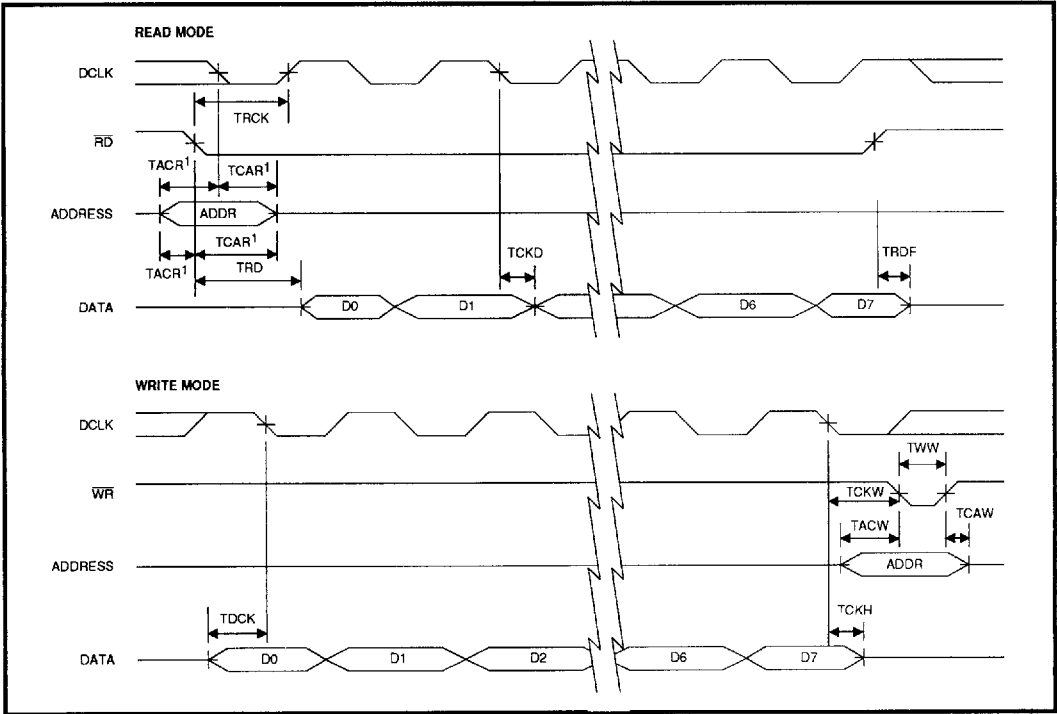 READ MODE
DCLK
TRCK
RD
TACR1 TCAR1
ADDRESS ADDR
TCAR1
TACR1 TRD TCKD TRDF
DATA D0 D1 D6 D7
WRITE MODE
DCLK
TWW
WR TCKW
TACW TCAW
ADDRESS ADDR
TDCK TCKH
DATA D0 D1 D2 D6 D7